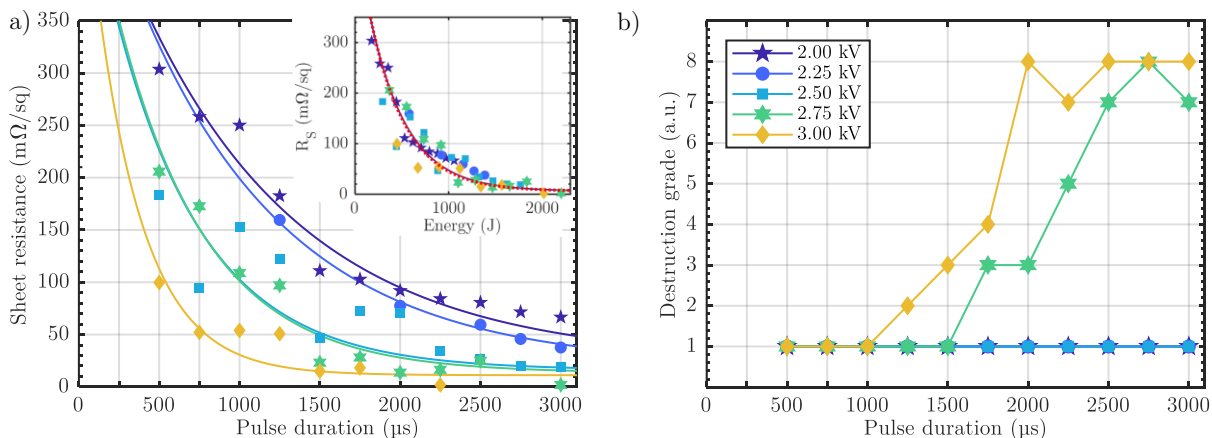 a)
350
300
250
200
150
100
50
0
Sheet resistance (mΩ/sq)
0
500
1000
1500
2000
2500
3000
Pulse duration (µs)
300
200
100
0
R_S (mΩ/sq)
0
1000
2000
Energy (J)
b)
8
7
6
5
4
3
2
1
Destruction grade (a.u.)
2.00 kV
2.25 kV
2.50 kV
2.75 kV
3.00 kV
0
500
1000
1500
2000
2500
3000
Pulse duration (µs)